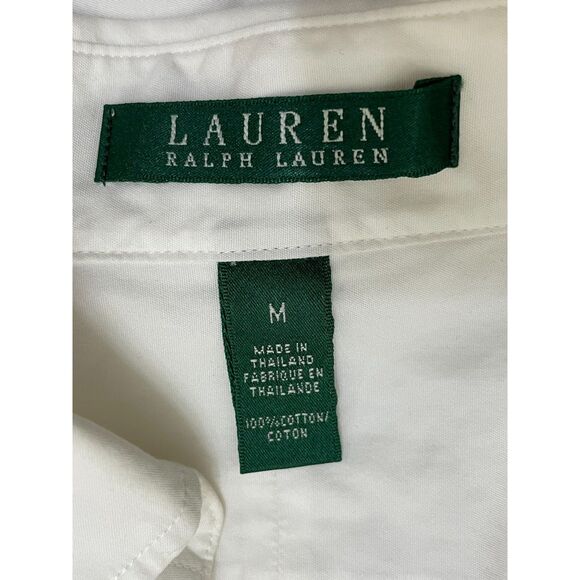 LAUREN
RALPH LAUREN
M
MADE IN
THAILAND
FABRIQUE EN
THAILANDE
100%COTTON/
COTON